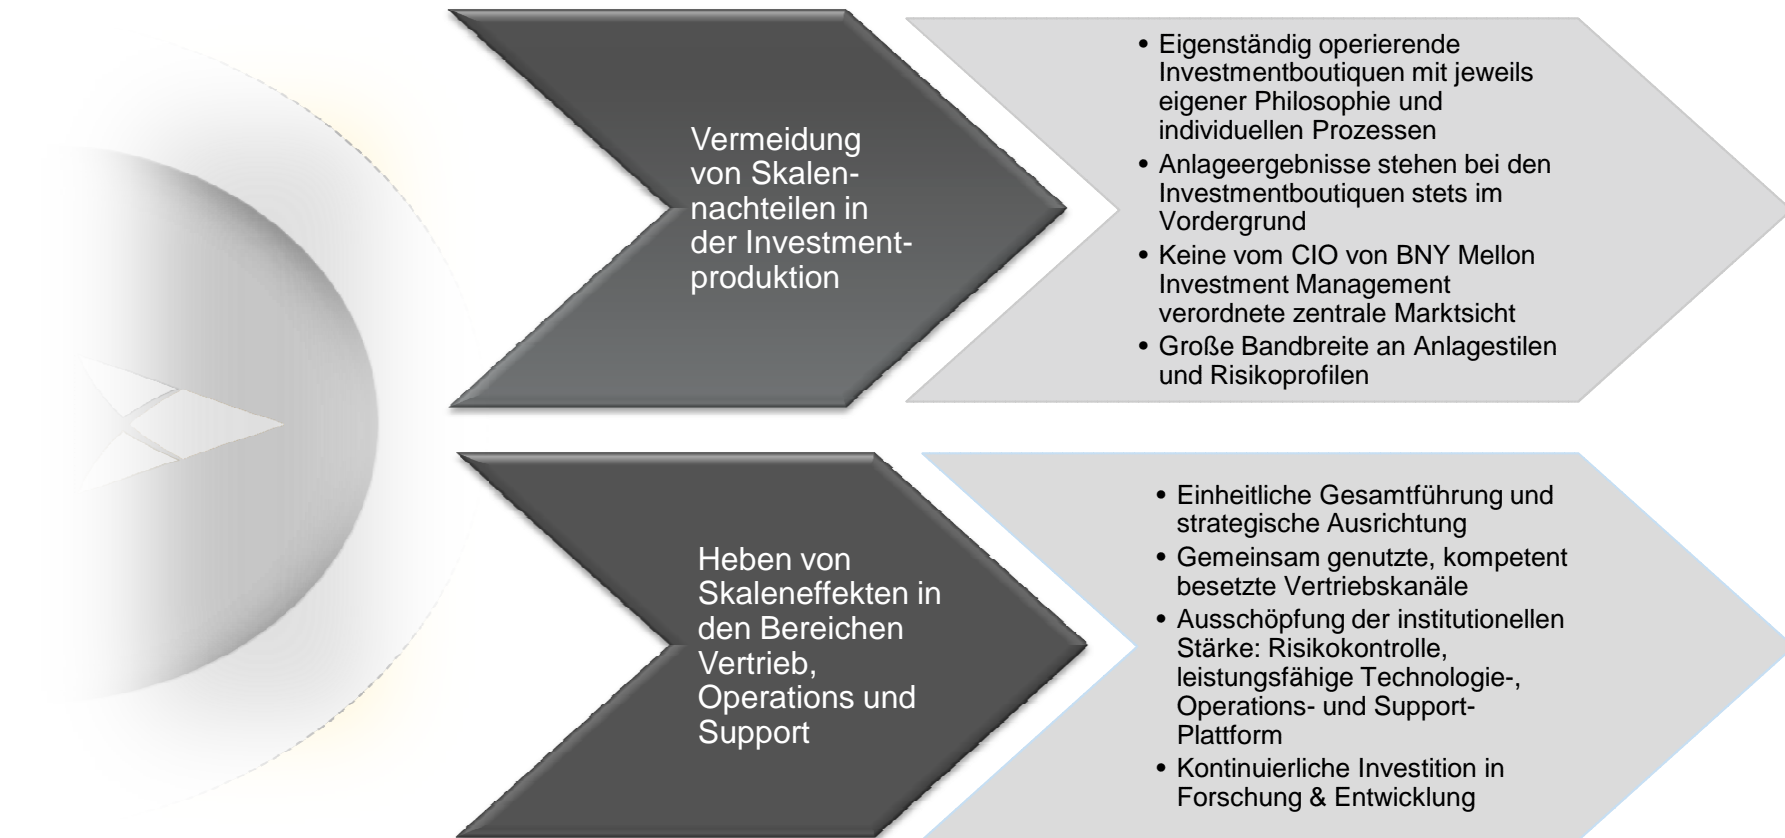 Vermeidung
von Skalen-
nachteilen in
der Investment-
produktion
• Eigenständig operierende
Investmentboutiquen mit jeweils
eigener Philosophie und
individuellen Prozessen
• Anlageergebnisse stehen bei den
Investmentboutiquen stets im
Vordergrund
• Keine vom CIO von BNY Mellon
Investment Management
verordnete zentrale Marktsicht
• Große Bandbreite an Anlagestilen
und Risikoprofilen
Heben von
Skaleneffekten in
den Bereichen
Vertrieb,
Operations und
Support
• Einheitliche Gesamtführung und
strategische Ausrichtung
• Gemeinsam genutzte, kompetent
besetzte Vertriebskanäle
• Ausschöpfung der institutionellen
Stärke: Risikokontrolle,
leistungsfähige Technologie-,
Operations- und Support-
Plattform
• Kontinuierliche Investition in
Forschung & Entwicklung